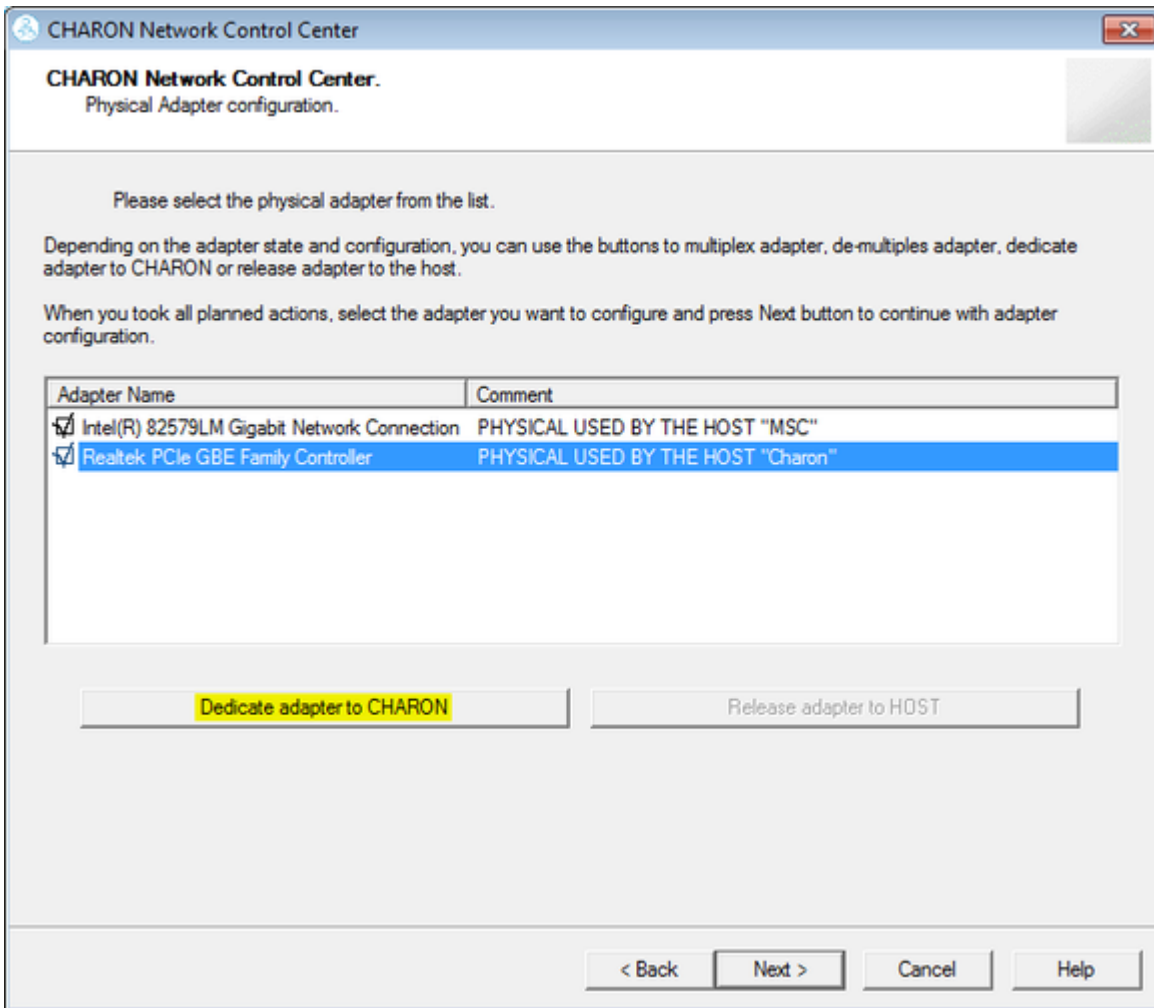 CHARON Network Control Center
CHARON Network Control Center.
Physical Adapter configuration.
Please select the physical adapter from the list.
Depending on the adapter state and configuration, you can use the buttons to multiplex adapter, de-multiples adapter, dedicate
adapter to CHARON or release adapter to the host.
When you took all planned actions, select the adapter you want to configure and press Next button to continue with adapter
configuration.
Adapter Name Comment
Intel(R) 82579LM Gigabit Network Connection PHYSICAL USED BY THE HOST "MSC"
Realtek PCIe GBE Family Controller PHYSICAL USED BY THE HOST "Charon"
Dedicate adapter to CHARON Release adapter to HOST
< Back Next > Cancel Help